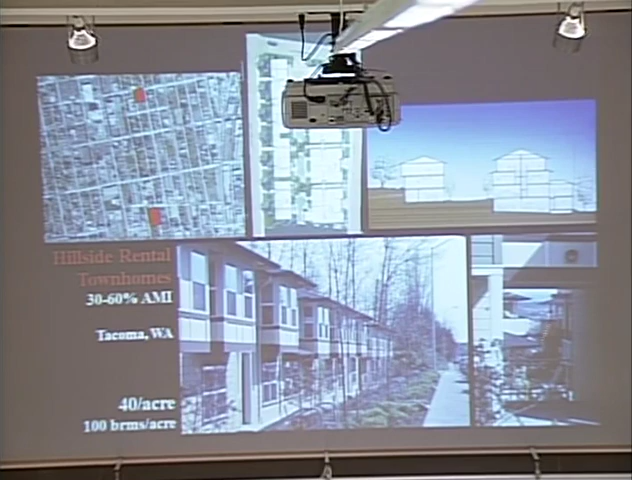 Hillside Rental
Townhomes
30-60% AMI
Tacoma, WA
40/acre
100 brms/acre